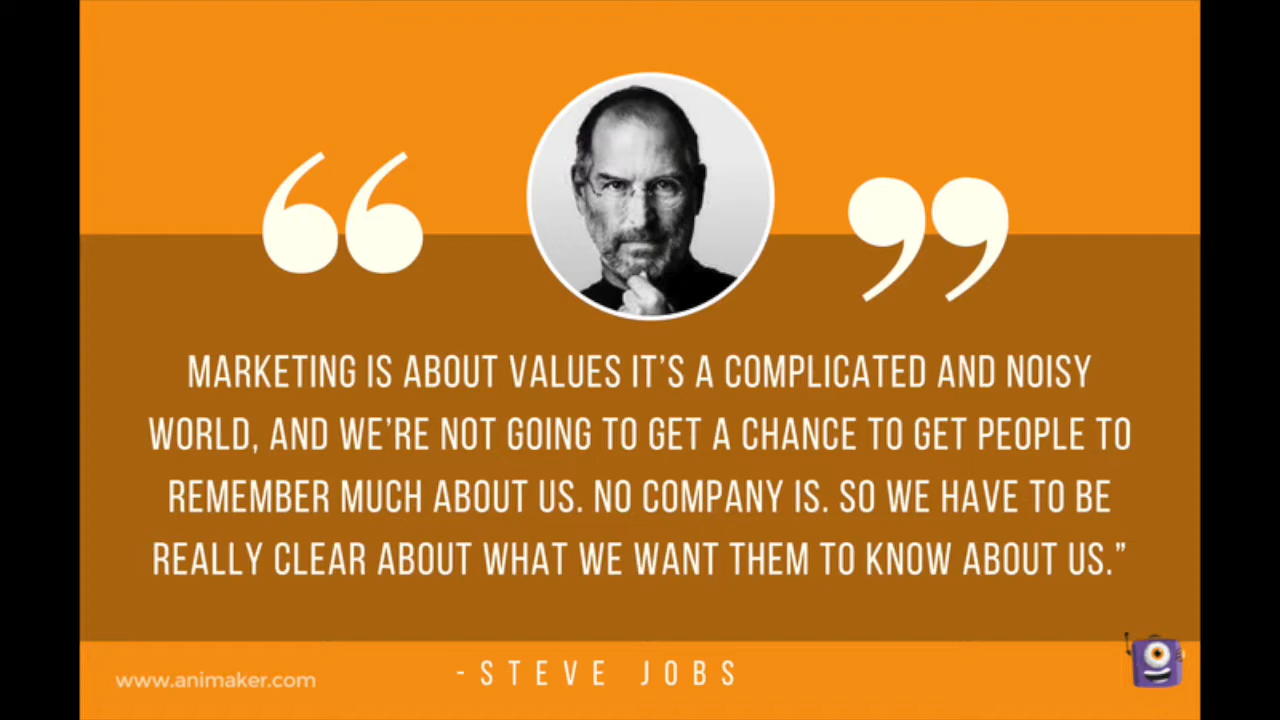 MARKETING IS ABOUT VALUES IT’S A COMPLICATED AND NOISY
WORLD, AND WE’RE NOT GOING TO GET A CHANCE TO GET PEOPLE TO
REMEMBER MUCH ABOUT US. NO COMPANY IS. SO WE HAVE TO BE
REALLY CLEAR ABOUT WHAT WE WANT THEM TO KNOW ABOUT US.”
-STEVE JOBS
www.animaker.com